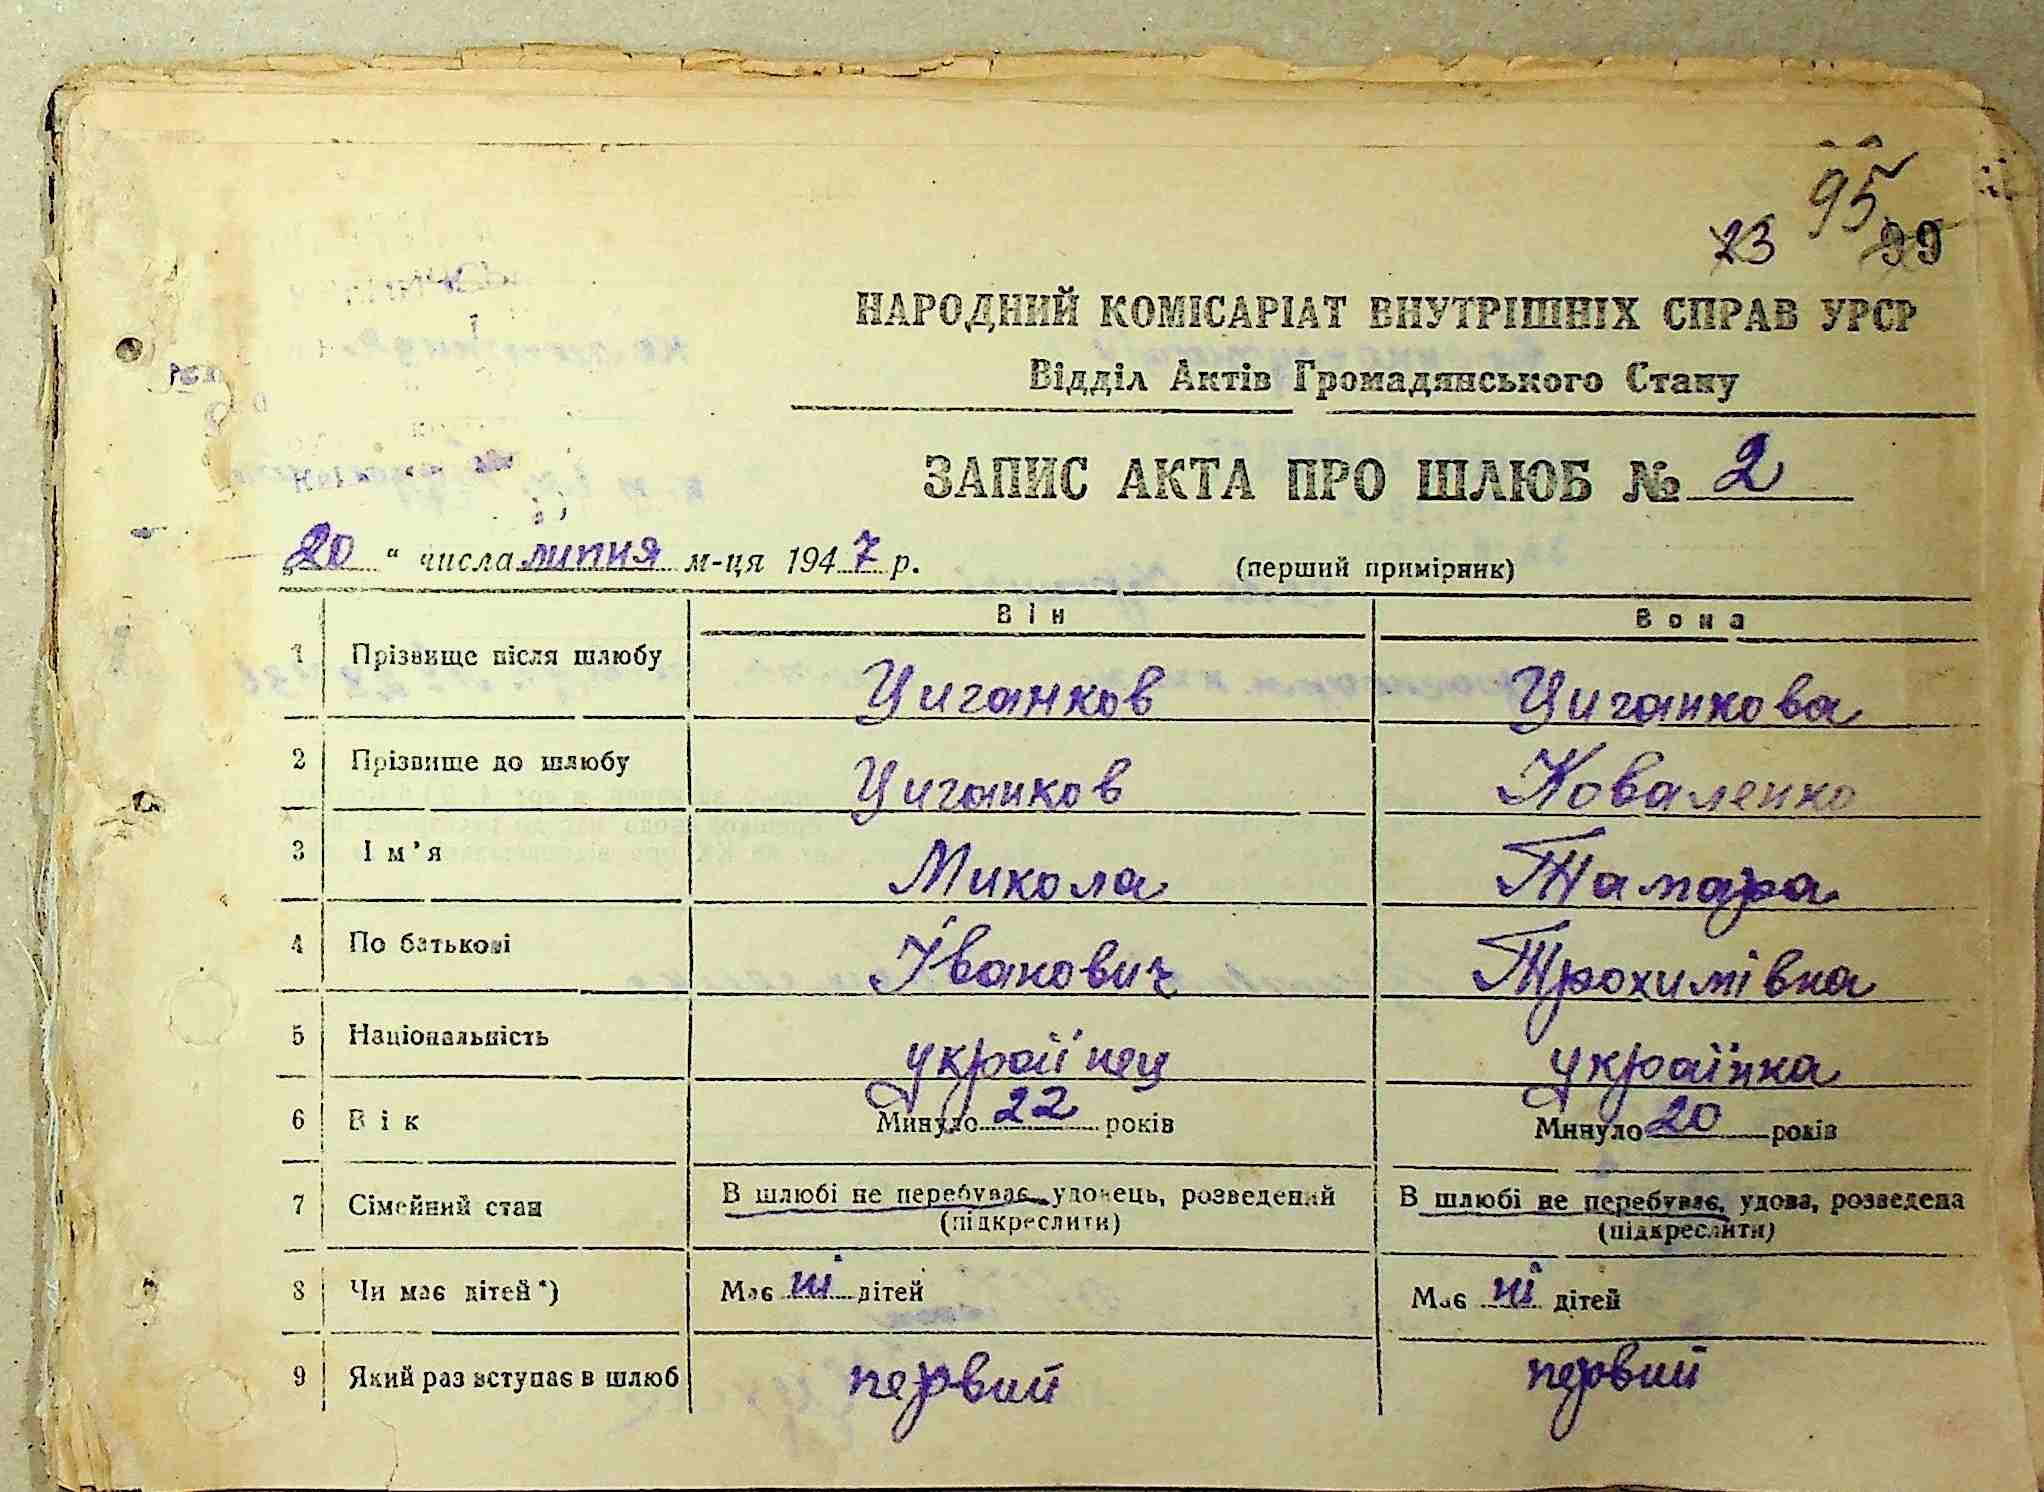 95
23 99
НАРОДНИЙ КОМІСАРІАТ ВНУТРІШНІХ СПРАВ УРСР
Відділ Актів Громадянського Стану
ЗАПИС АКТА ПРО ШЛЮБ № 2
„20“ числа липня м-ця 1947 р. (перший примірник)
Він Вона
1 Прізвище після шлюбу Циганков Циганкова
2 Прізвище до шлюбу Циганков Коваленко
3 Ім’я Микола Тамара
4 По батькові Іванович Трохимівна
5 Національність українец українка
6 Вік Минуло 22 років Минуло 20 років
7 Сімейний стан В шлюбі не перебуває, удовець, розведений В шлюбі не перебуває, удова, розведена
(підкреслити) (підкреслити)
8 Чи має дітей*) Має ні дітей Має ні дітей
9 Який раз вступає в шлюб первий первий